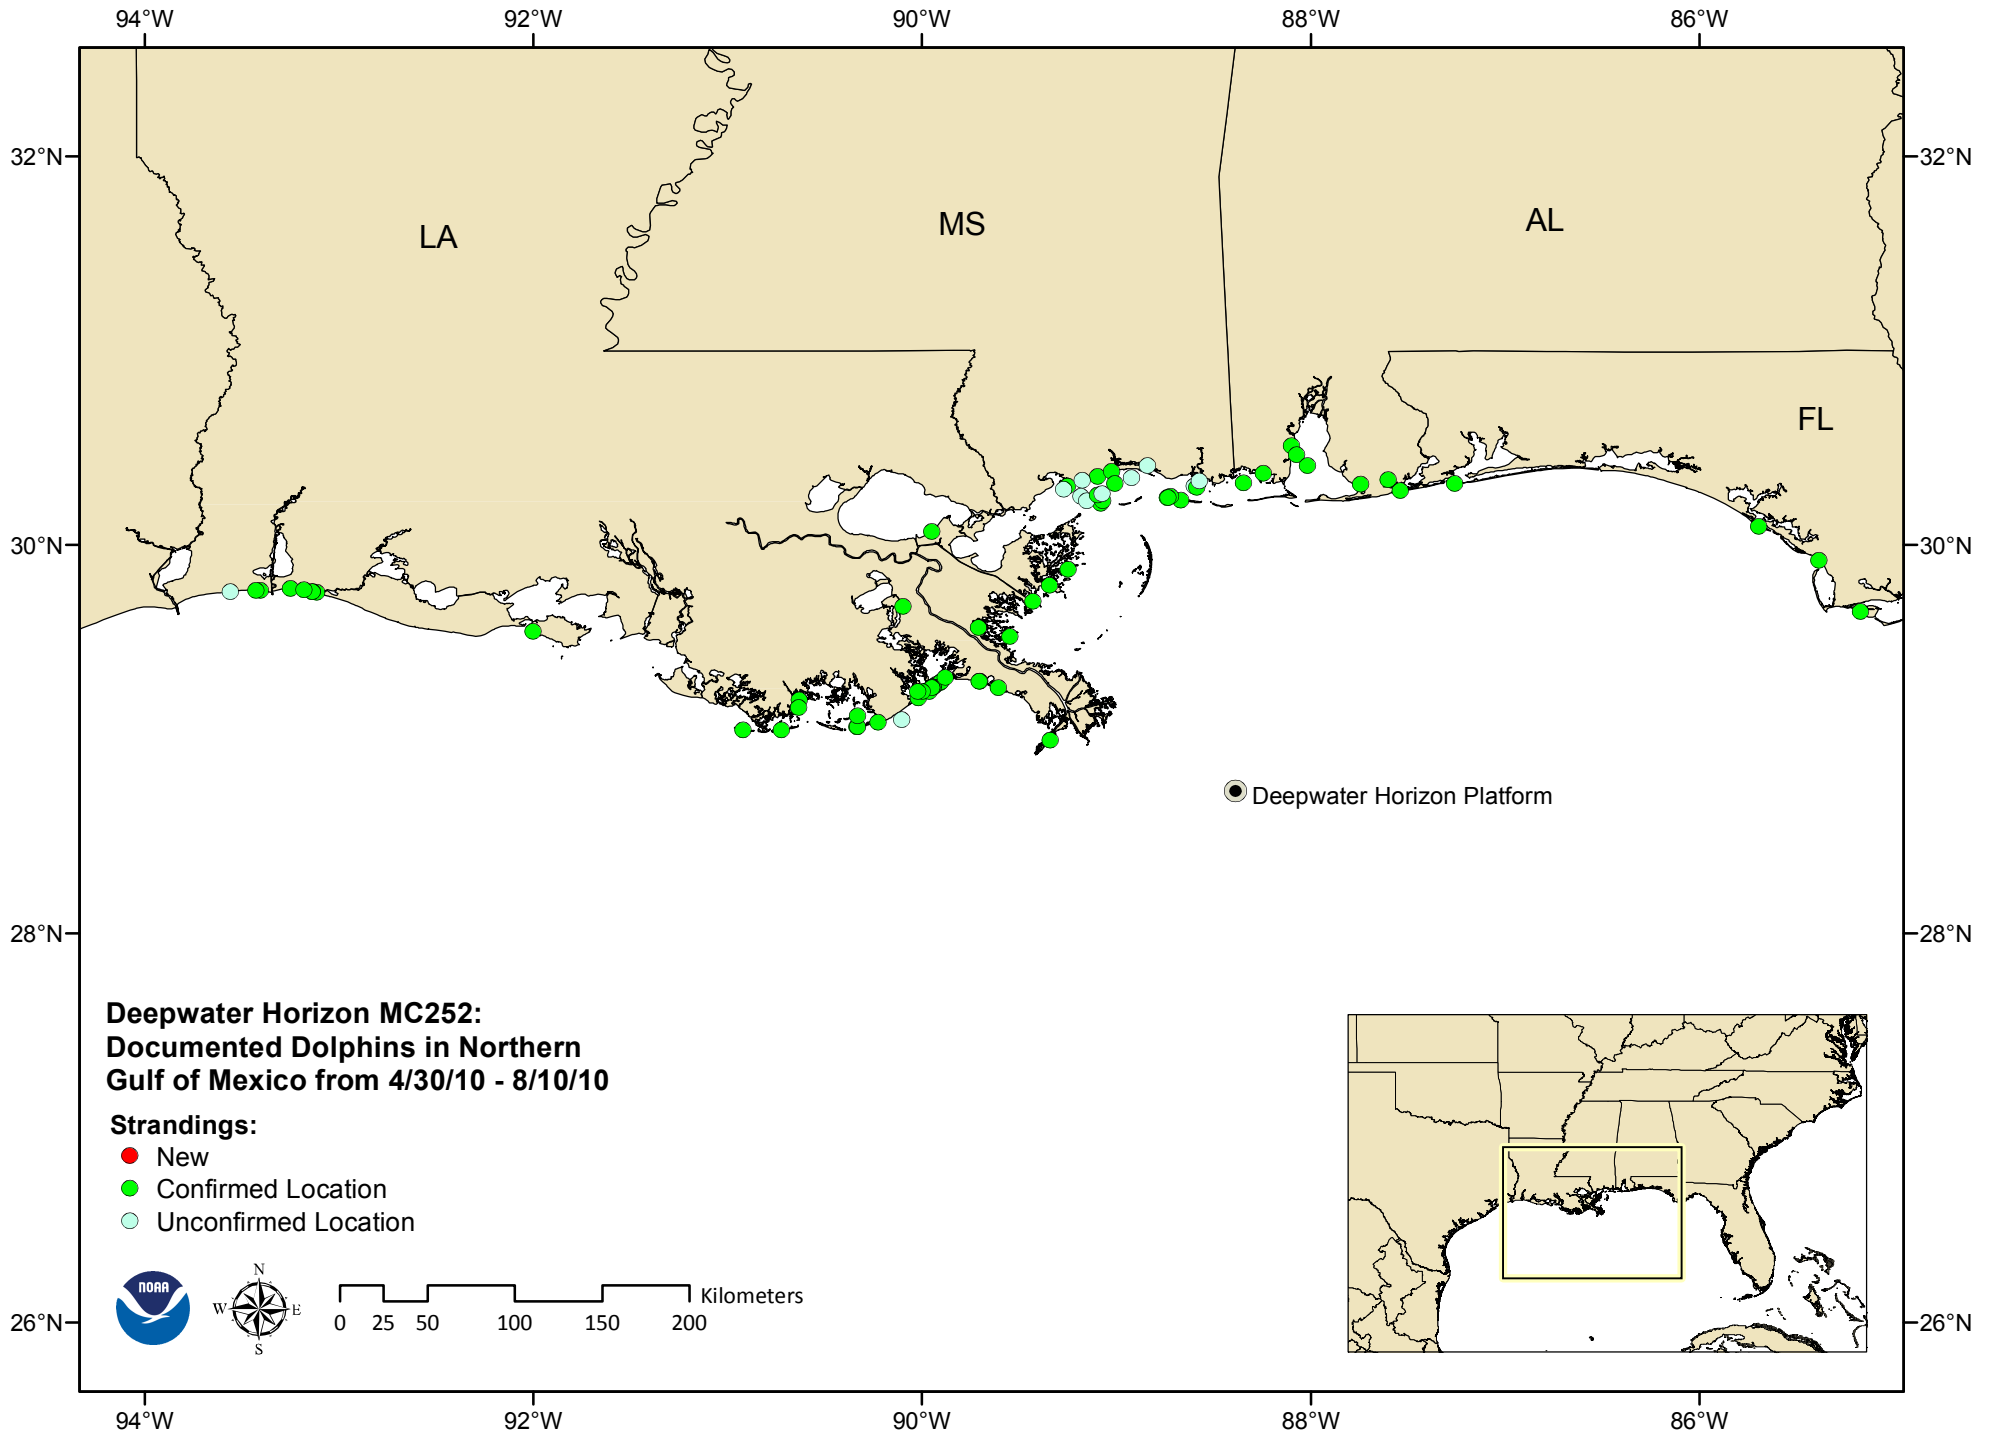 94°W 92°W 90°W 88°W 86°W
32°N 32°N
LA MS AL
FL
30°N 30°N
Deepwater Horizon Platform
28°N 28°N
Deepwater Horizon MC252:
Documented Dolphins in Northern
Gulf of Mexico from 4/30/10 - 8/10/10
Strandings:
New
Confirmed Location
Unconfirmed Location
NOAA
N
W E
S
Kilometers
0 25 50 100 150 200
26°N 26°N
94°W 92°W 90°W 88°W 86°W